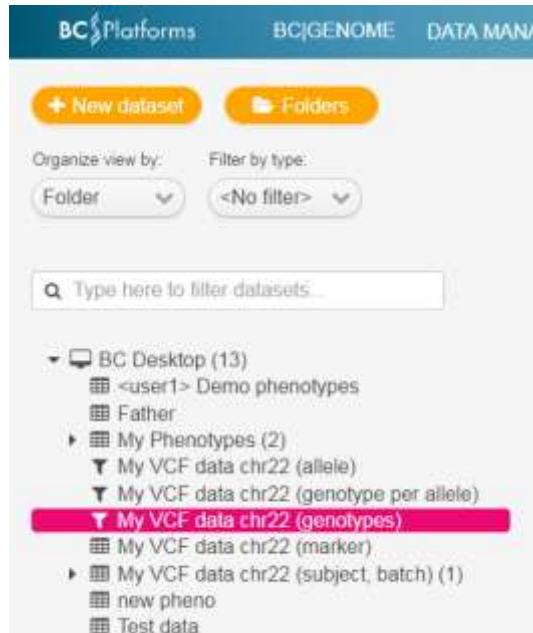 BC Platforms BC|GENOME DATA MANA
+ New dataset Folders
Organize view by: Filter by type:
Folder <No filter>
Type here to filter datasets...
BC Desktop (13)
<user1> Demo phenotypes
Father
My Phenotypes (2)
My VCF data chr22 (allele)
My VCF data chr22 (genotype per allele)
My VCF data chr22 (genotypes)
My VCF data chr22 (marker)
My VCF data chr22 (subject, batch) (1)
new pheno
Test data